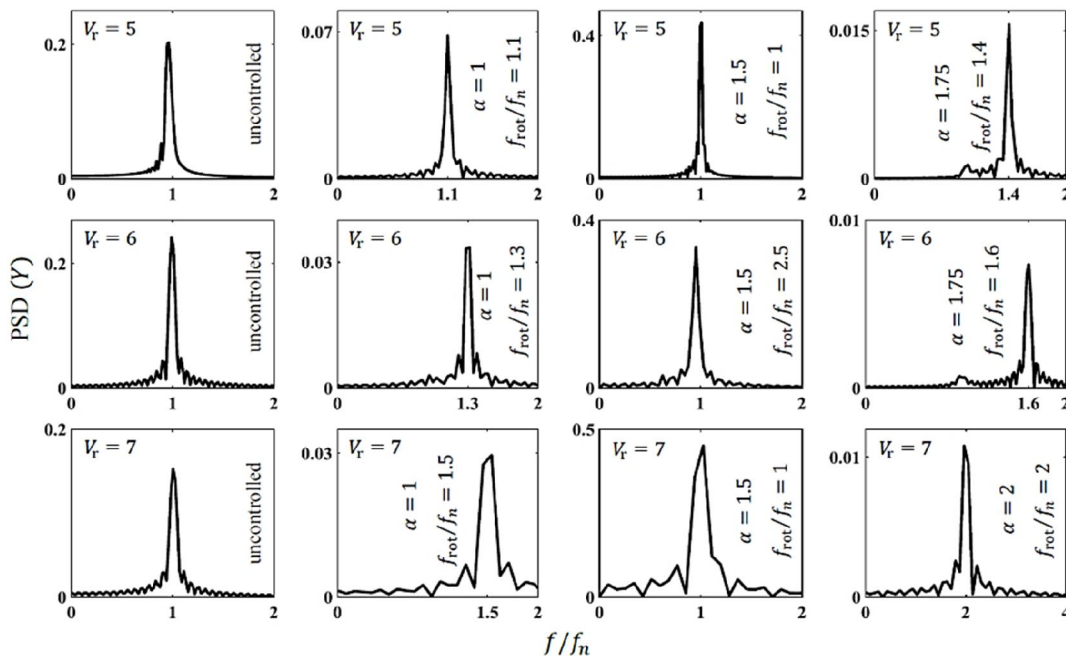 V_r = 5
uncontrolled
0.2
0
0 1 2
V_r = 5
α = 1
f_rot/f_n = 1.1
0.07
0
0 1.1 2
V_r = 5
α = 1.5
f_rot/f_n = 1
0.4
0
0 1 2
V_r = 5
α = 1.75
f_rot/f_n = 1.4
0.015
0
0 1.4 2
PSD (Y)
V_r = 6
uncontrolled
0.2
0
0 1 2
V_r = 6
α = 1
f_rot/f_n = 1.3
0.03
0
0 1.3 2
V_r = 6
α = 1.5
f_rot/f_n = 2.5
0.4
0
0 1 2
V_r = 6
α = 1.75
f_rot/f_n = 1.6
0.01
0
0 1.6 2
V_r = 7
uncontrolled
0.2
0
0 1 2
V_r = 7
α = 1
f_rot/f_n = 1.5
0.03
0
0 1.5 2
V_r = 7
α = 1.5
f_rot/f_n = 1
0.5
0
0 1 2
V_r = 7
α = 2
f_rot/f_n = 2
0.01
0
0 2 4
f/f_n